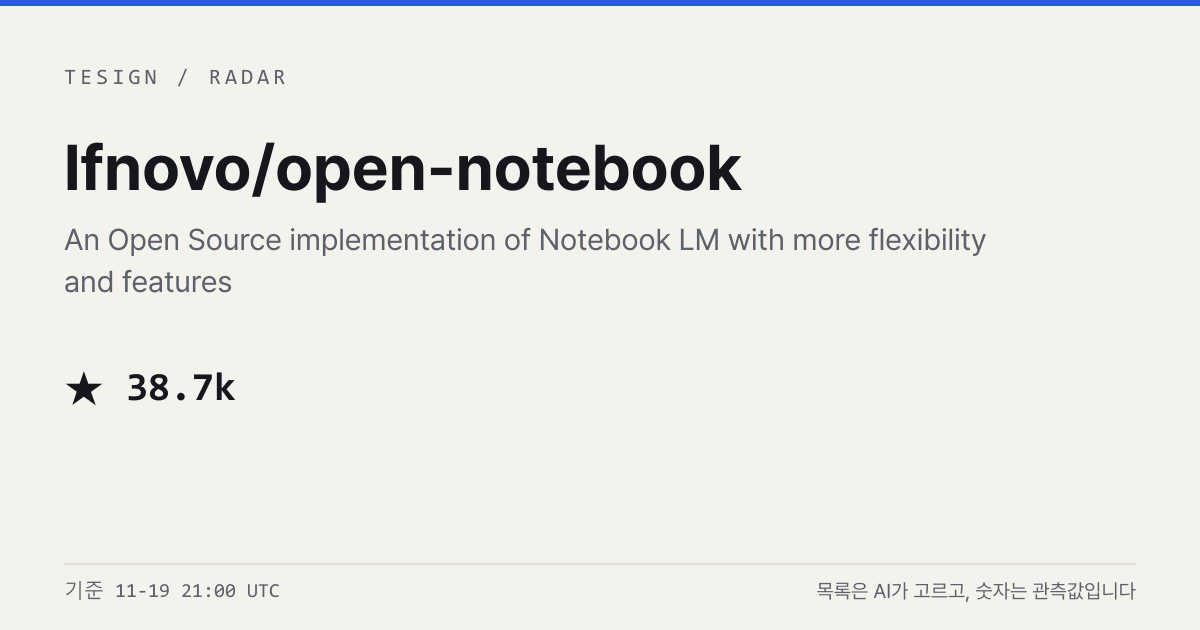 TESIGN / RADAR
lfnovo/open-notebook
An Open Source implementation of Notebook LM with more flexibility
and features
★ 38.7k
기준 11-19 21:00 UTC
목록은 AI가 고르고, 숫자는 관측값입니다